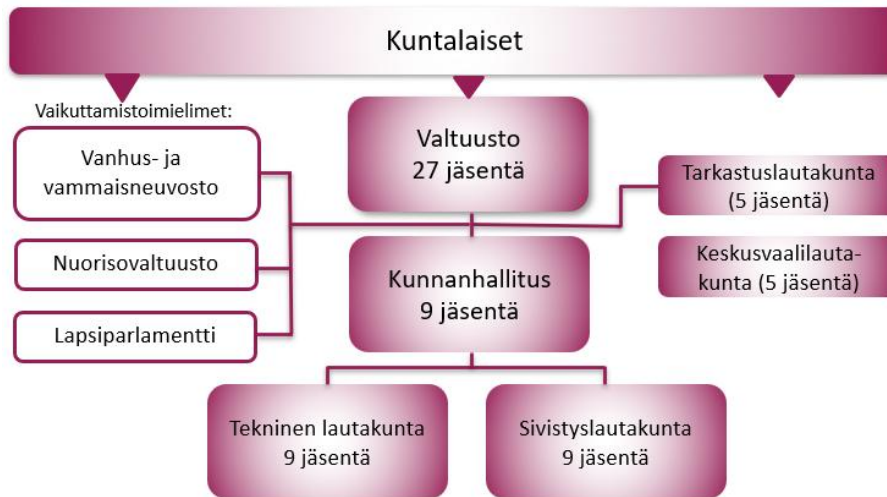 Kuntalaiset
Vaikuttamistoimielimet:
Vanhus- ja
vammaisneuvosto
Nuorisovaltuusto
Lapsiparlamentti
Valtuusto
27 jäsentä
Kunnanhallitus
9 jäsentä
Tarkastuslautakunta
(5 jäsentä)
Keskusvaalilauta-
kunta (5 jäsentä)
Tekninen lautakunta
9 jäsentä
Sivistyslautakunta
9 jäsentä